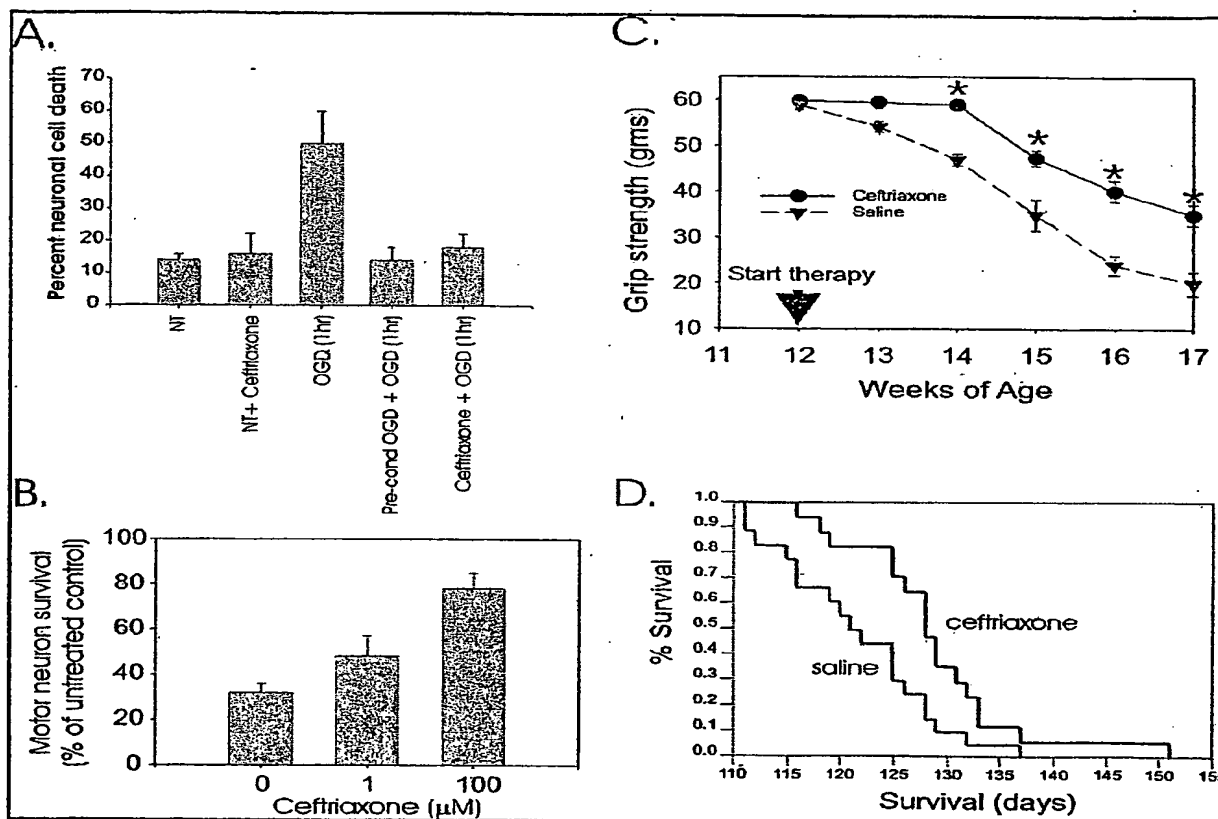 A.
Percent neuronal cell death
70
60
50
40
30
20
10
0
NT
NT+ Ceftriaxone
OGD (1hr)
Pre-cond OGD + OGD (1hr)
Ceftriaxone + OGD (1hr)
B.
Motor neuron survival
(% of untreated control)
100
80
60
40
20
0
0
1
100
Ceftriaxone (μM)
C.
Grip strength (gms)
60
50
40
30
20
10
* * * *
Ceftriaxone
Saline
Start therapy
11
12
13
14
15
16
17
Weeks of Age
D.
% Survival
1.0
0.9
0.8
0.7
0.6
0.5
0.4
0.3
0.2
0.1
0.0
ceftriaxone
saline
110
115
120
125
130
135
140
145
150
Survival (days)